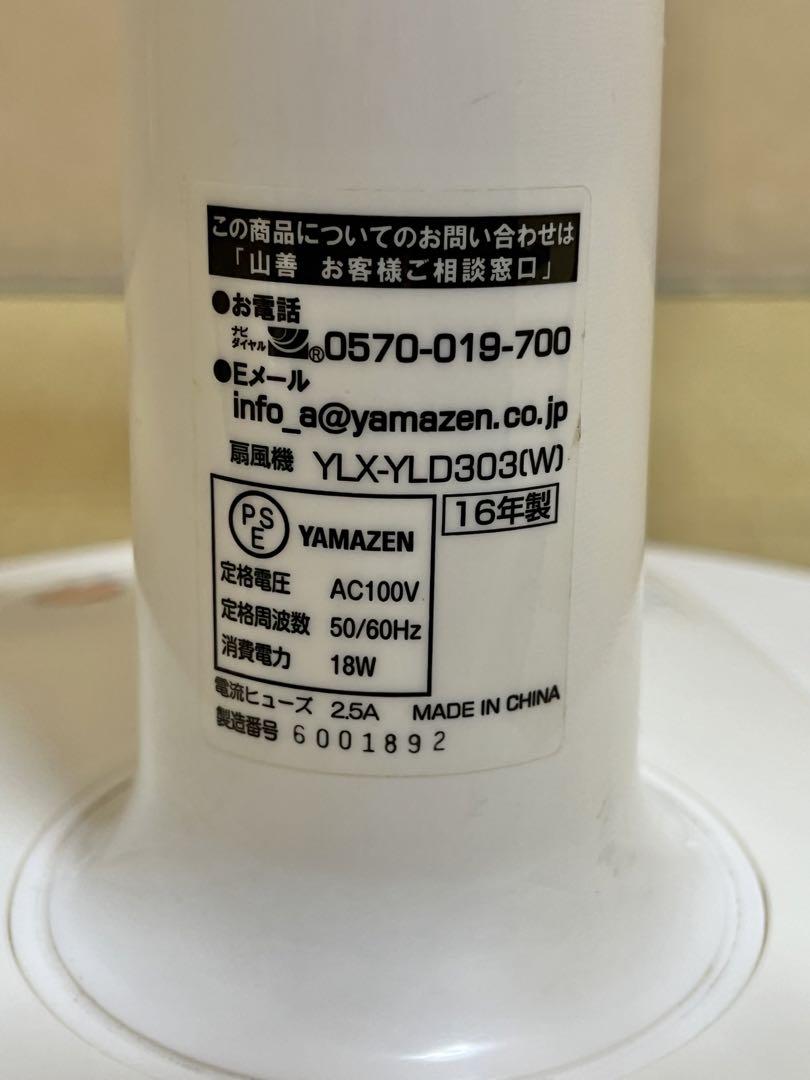 この商品についてのお問い合わせは
「山善 お客様ご相談窓口」
●お電話
ナビダイヤル ®0570-019-700
●Eメール
info_a@yamazen.co.jp
扇風機 YLX-YLD303(W)
16年製
PSE YAMAZEN
定格電圧 AC100V
定格周波数 50/60Hz
消費電力 18W
電流ヒューズ 2.5A MADE IN CHINA
製造番号 6001892